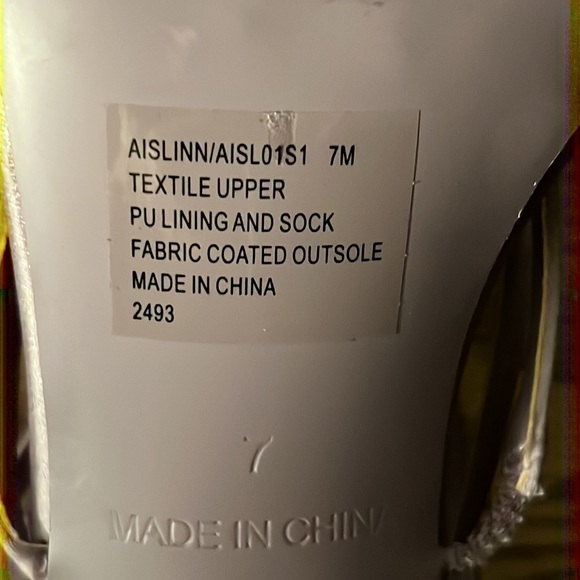 AISLINN/AISL01S1 7M
TEXTILE UPPER
PU LINING AND SOCK
FABRIC COATED OUTSOLE
MADE IN CHINA
2493
7
MADE IN CHINA